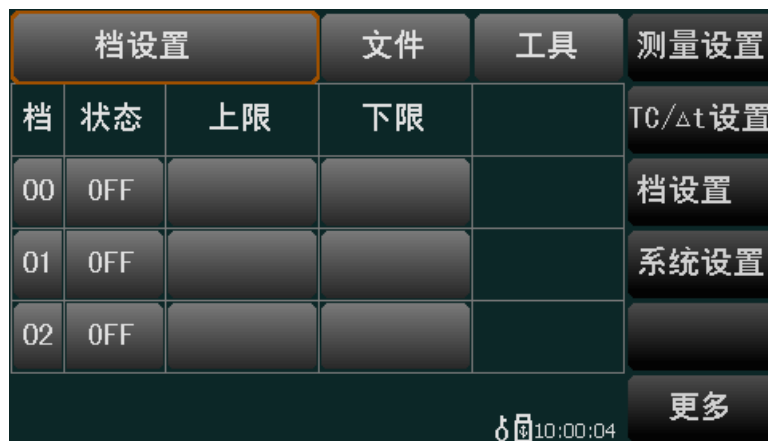 档设置 文件 工具 测量设置
档 状态 上限 下限 TC/△t设置
00 OFF 档设置
01 OFF 系统设置
02 OFF
10:00:04 更多